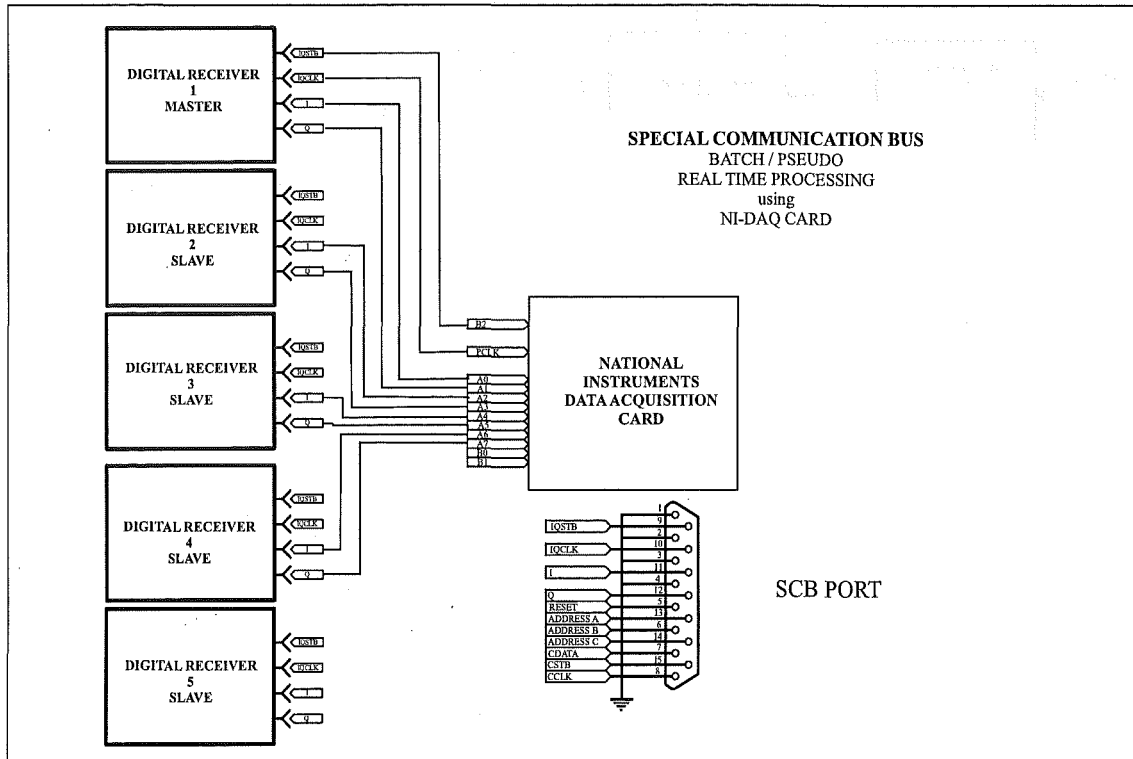 DIGITAL RECEIVER
1
MASTER
IQSTB
IQCLK
I
Q
DIGITAL RECEIVER
2
SLAVE
IQSTB
IQCLK
I
Q
DIGITAL RECEIVER
3
SLAVE
IQSTB
IQCLK
I
Q
DIGITAL RECEIVER
4
SLAVE
IQSTB
IQCLK
I
Q
DIGITAL RECEIVER
5
SLAVE
IQSTB
IQCLK
I
Q
SPECIAL COMMUNICATION BUS
BATCH / PSEUDO
REAL TIME PROCESSING
using
NI-DAQ CARD
B2
PCLK
A0
A1
A2
A3
A4
A5
A6
A7
B0
B1
NATIONAL
INSTRUMENTS
DATA ACQUISITION
CARD
1
IQSTB 9
2
IQCLK 10
3
I 11
4
Q 12
RESET 5
ADDRESS A 13
ADDRESS B 6
ADDRESS C 14
CDATA 7
CSTB 15
CCLK 8
SCB PORT